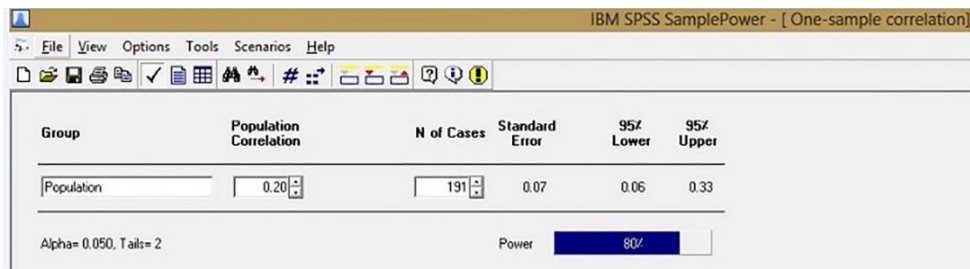 IBM SPSS SamplePower - [ One-sample correlation]
File View Options Tools Scenarios Help
Group Population Correlation N of Cases Standard Error 95% Lower 95% Upper
Population 0.20 191 0.07 0.06 0.33
Alpha= 0.050, Tails= 2 Power 80%